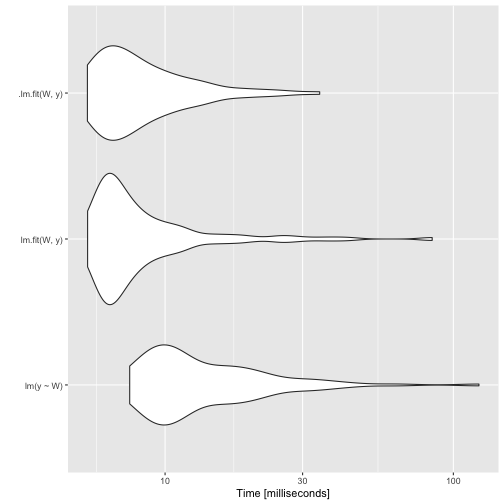 .lm.fit(W, y)
lm.fit(W, y)
lm(y ~ W)
10
30
100
Time [milliseconds]